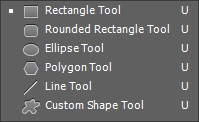 Rectangle Tool U
Rounded Rectangle Tool U
Ellipse Tool U
Polygon Tool U
Line Tool U
Custom Shape Tool U